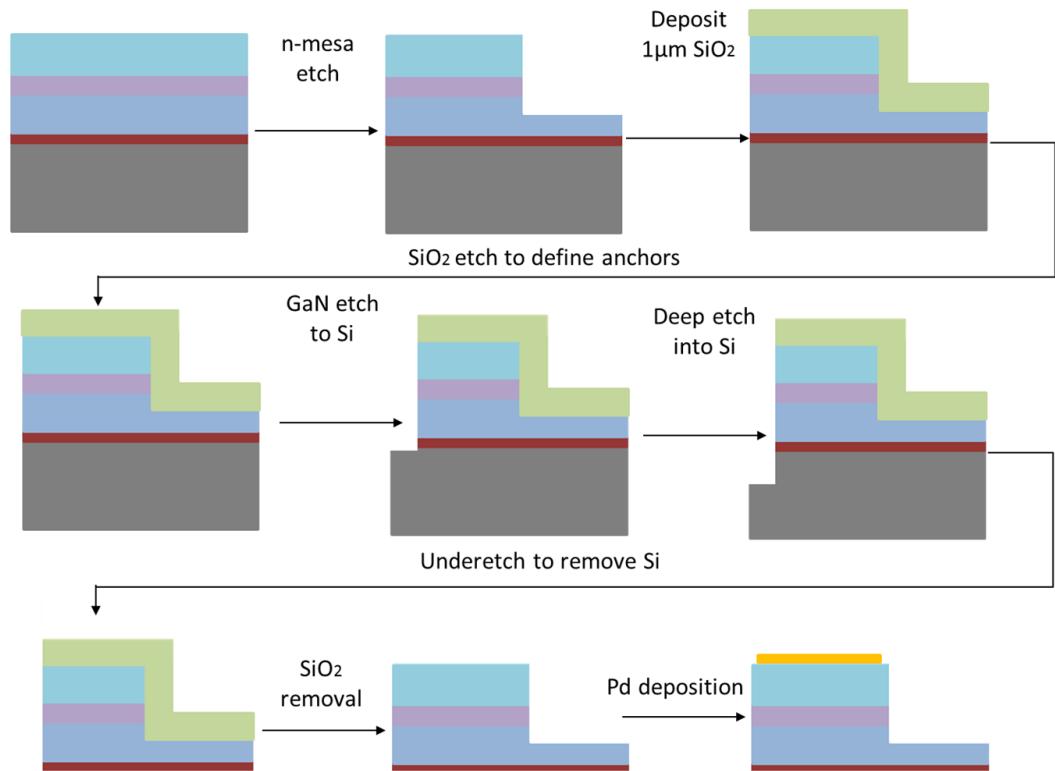 n-mesa
etch
Deposit
1μm SiO₂
SiO₂ etch to define anchors
GaN etch
to Si
Deep etch
into Si
Underetch to remove Si
SiO₂
removal
Pd deposition